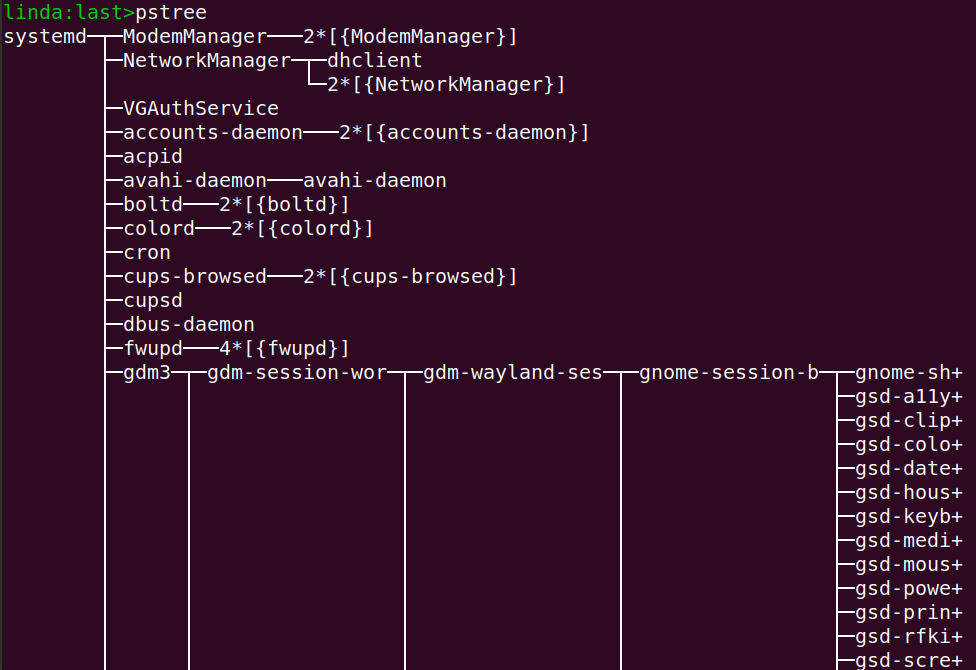 linda:last>pstree
systemd─┬─ModemManager───2*[{ModemManager}]
        ├─NetworkManager─┬─dhclient
        │                └─2*[{NetworkManager}]
        ├─VGAuthService
        ├─accounts-daemon───2*[{accounts-daemon}]
        ├─acpid
        ├─avahi-daemon───avahi-daemon
        ├─boltd───2*[{boltd}]
        ├─colord───2*[{colord}]
        ├─cron
        ├─cups-browsed───2*[{cups-browsed}]
        ├─cupsd
        ├─dbus-daemon
        ├─fwupd───4*[{fwupd}]
        ├─gdm3─┬─gdm-session-wor─┬─gdm-wayland-ses─┬─gnome-session-b─┬─gnome-sh+
        │      │                 │                 │                 ├─gsd-a11y+
        │      │                 │                 │                 ├─gsd-clip+
        │      │                 │                 │                 ├─gsd-colo+
        │      │                 │                 │                 ├─gsd-date+
        │      │                 │                 │                 ├─gsd-hous+
        │      │                 │                 │                 ├─gsd-keyb+
        │      │                 │                 │                 ├─gsd-medi+
        │      │                 │                 │                 ├─gsd-mous+
        │      │                 │                 │                 ├─gsd-powe+
        │      │                 │                 │                 ├─gsd-prin+
        │      │                 │                 │                 ├─gsd-rfki+
        │      │                 │                 │                 ├─gsd-scre+